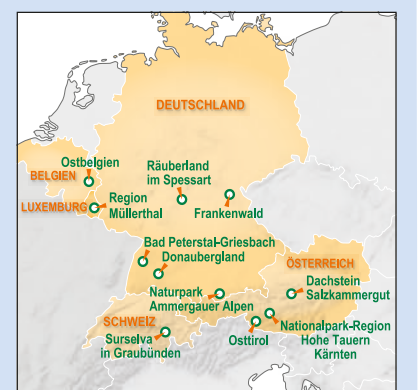 DEUTSCHLAND
Ostbelgien
BELGIEN
Räuberland
im Spessart
Region
Müllerthal
LUXEMBURG
Frankenwald
Bad Peterstal-Griesbach
Donaubergland
ÖSTERREICH
Dachstein
Salzkammergut
Naturpark
Ammergauer Alpen
SCHWEIZ
Surselva
in Graubünden
Osttirol
Nationalpark-Region
Hohe Tauern
Kärnten